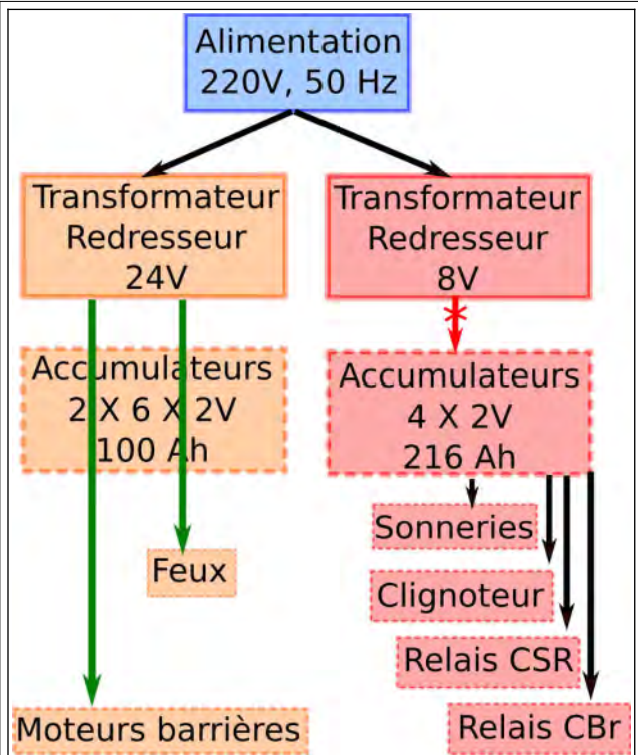 Alimentation
220V, 50 Hz
Transformateur
Redresseur
24V
Transformateur
Redresseur
8V
Accumulateurs
2 X 6 X 2V
100 Ah
Accumulateurs
4 X 2V
216 Ah
Sonneries
Feux
Clignoteur
Relais CSR
Moteurs barrières
Relais CBr